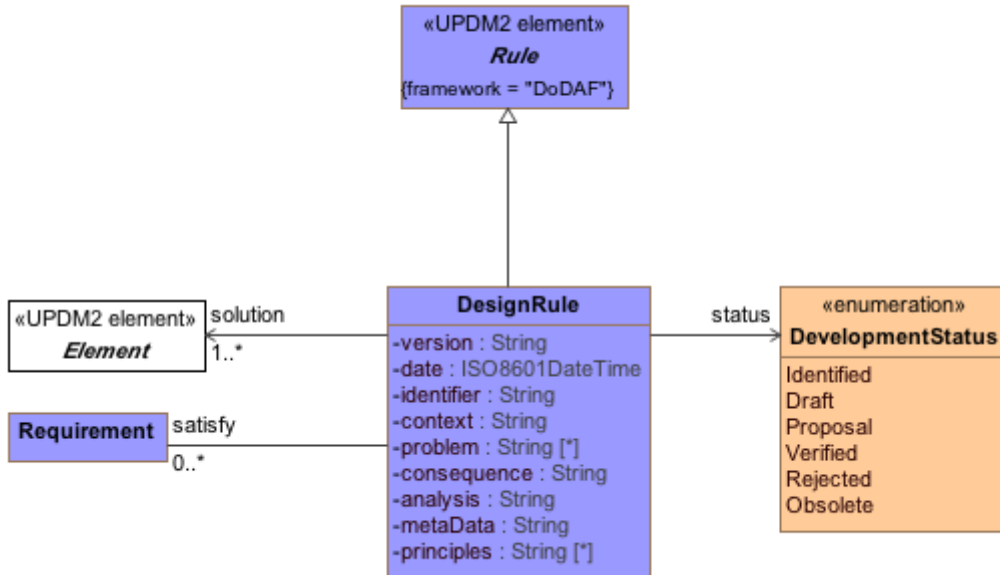 «UPDM2 element»
Rule
{framework = "DoDAF"}
«UPDM2 element»
Element
solution
1..*
Requirement
satisfy
0..*
DesignRule
-version : String
-date : ISO8601DateTime
-identifier : String
-context : String
-problem : String [*]
-consequence : String
-analysis : String
-metaData : String
-principles : String [*]
status
«enumeration»
DevelopmentStatus
Identified
Draft
Proposal
Verified
Rejected
Obsolete